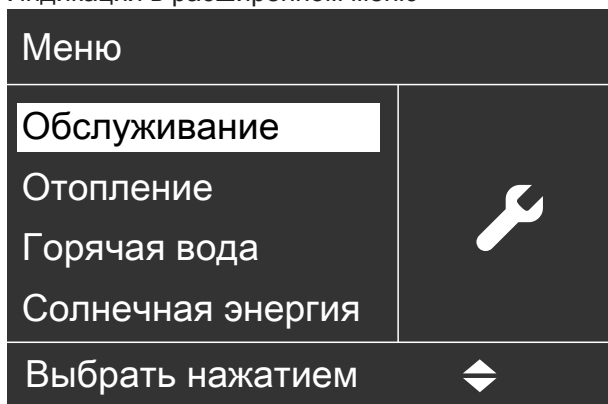 Меню
Обслуживание
Отопление
Горячая вода
Солнечная энергия
Выбрать нажатием